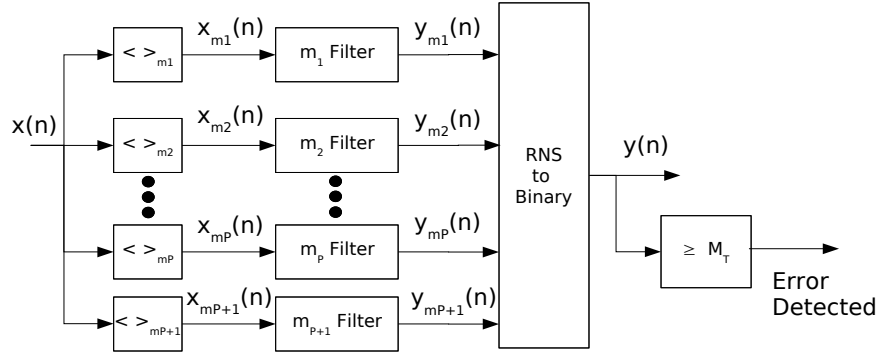 x(n)
< >m1
xm1(n)
m1 Filter
ym1(n)
< >m2
xm2(n)
m2 Filter
ym2(n)
< >mP
xmP(n)
mP Filter
ymP(n)
< >mP+1
xmP+1(n)
mP+1 Filter
ymP+1(n)
RNS
to
Binary
y(n)
≥ MT
Error
Detected